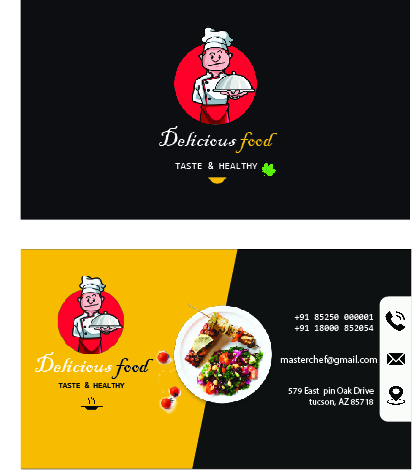 Delicious food
TASTE & HEALTHY
Delicious food
TASTE & HEALTHY
+91 85250 000001
+91 18000 852054
masterchef@gmail.com
579 East pin Oak Drive
tucson, AZ 85718